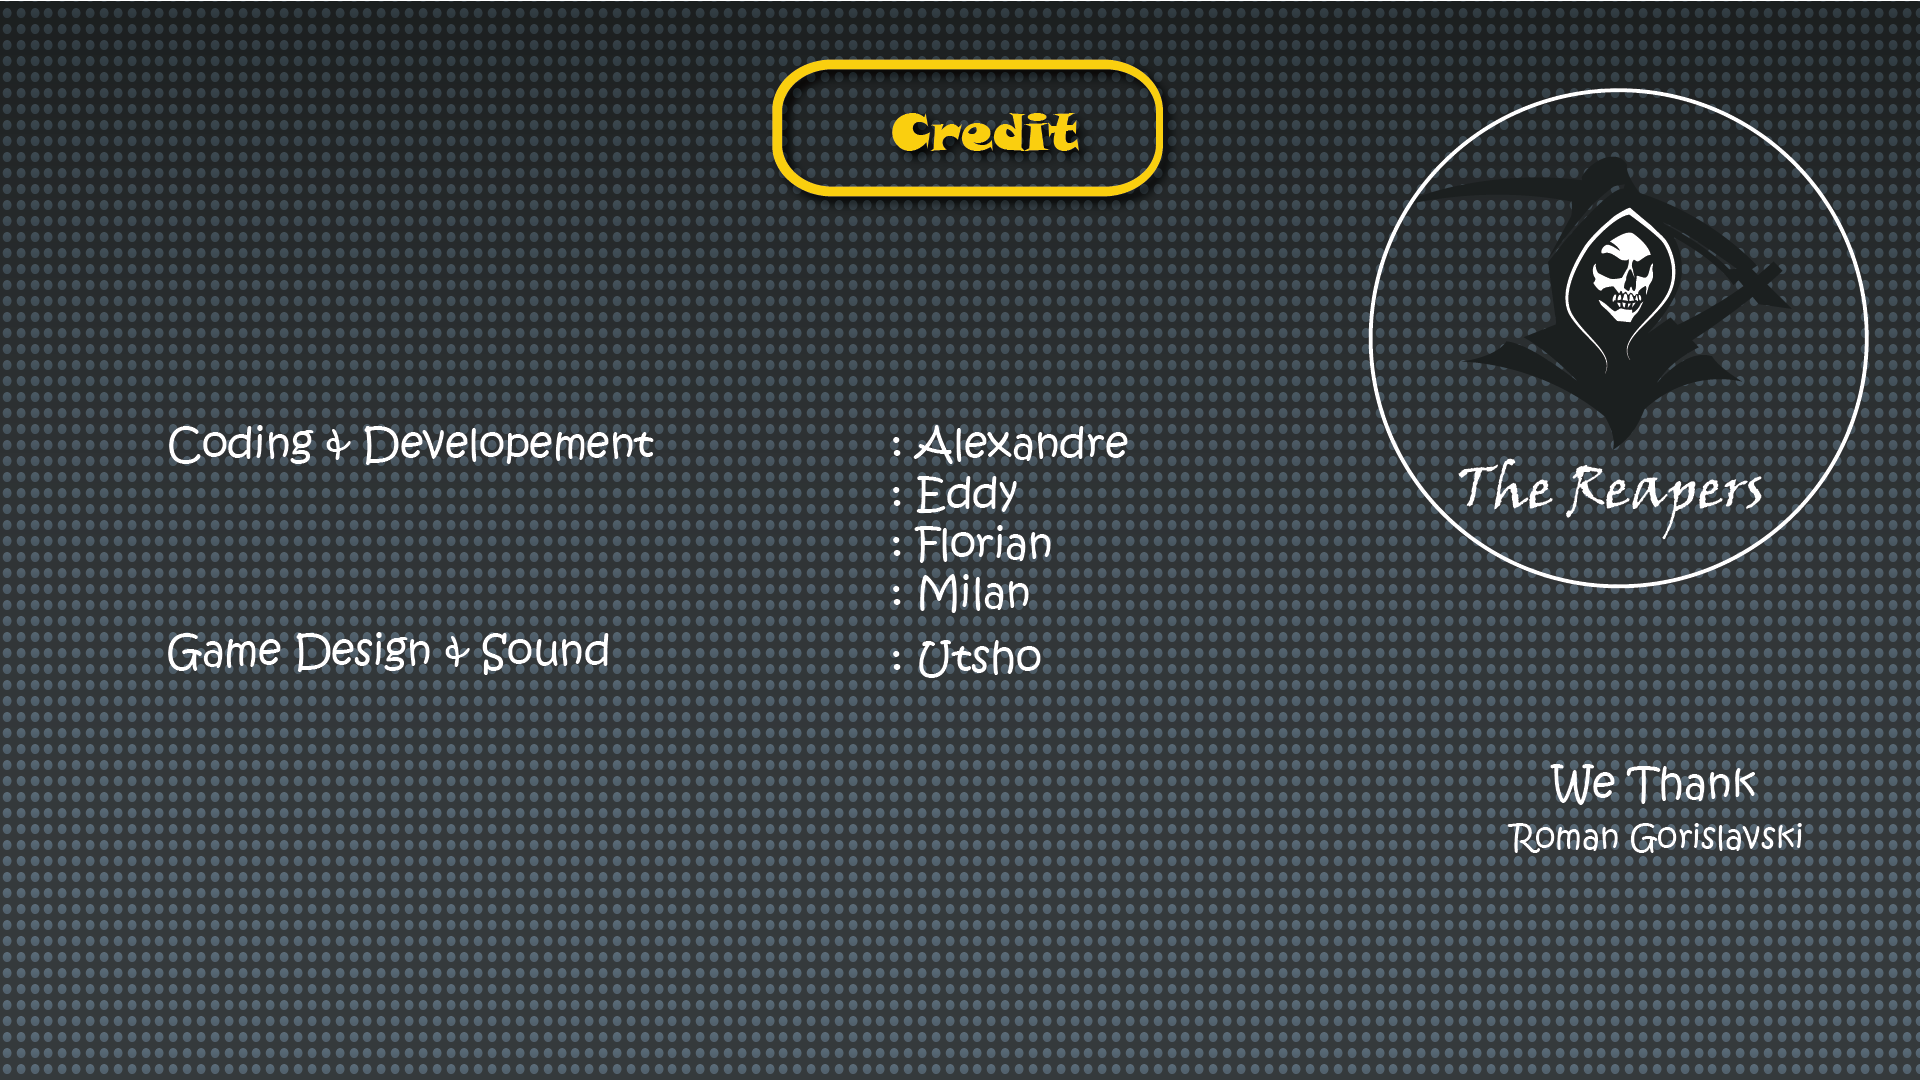 Credit
Coding & Developement : Alexandre
: Eddy
: Florian
: Milan
Game Design & Sound : Utsho
The Reapers
We Thank
Roman Gorislavski